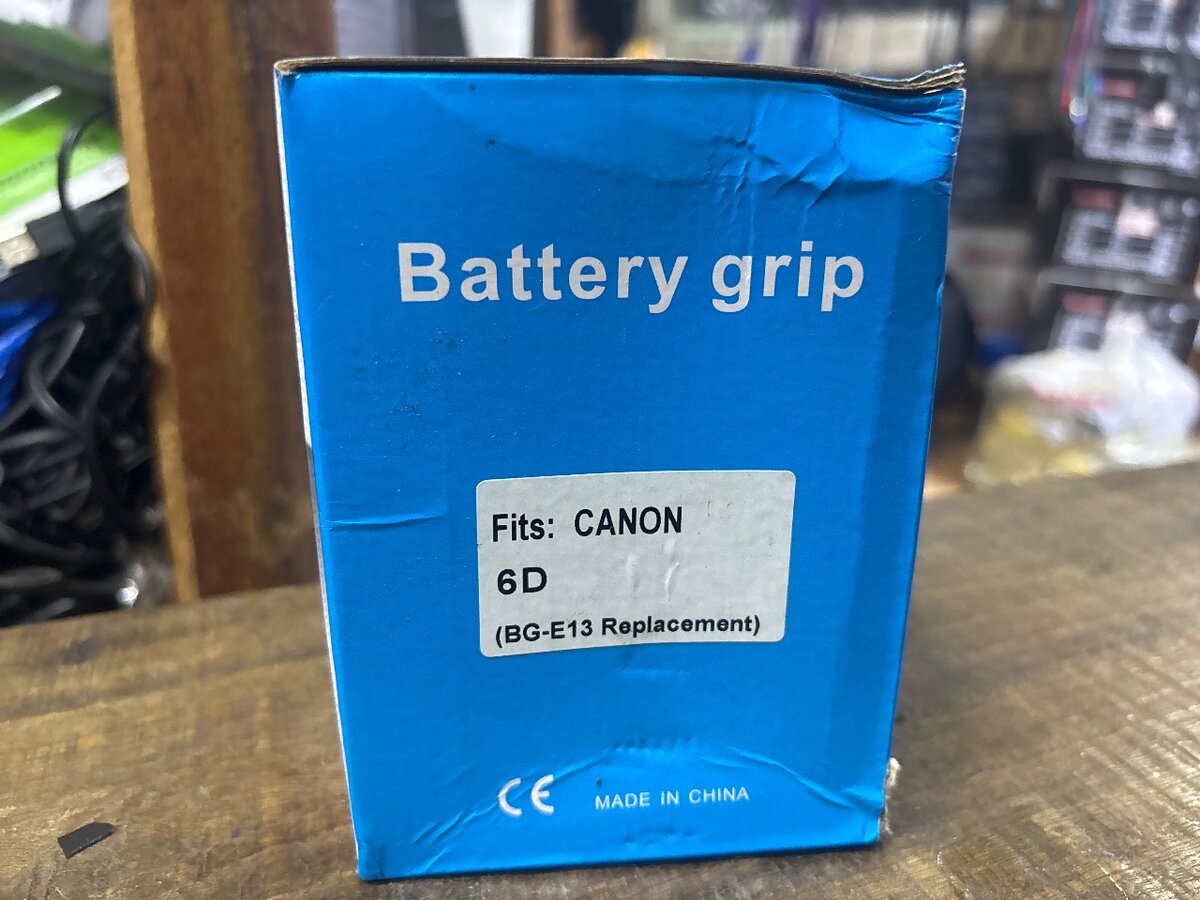 Battery grip
Fits: CANON
6D
(BG-E13 Replacement)
CE
MADE IN CHINA